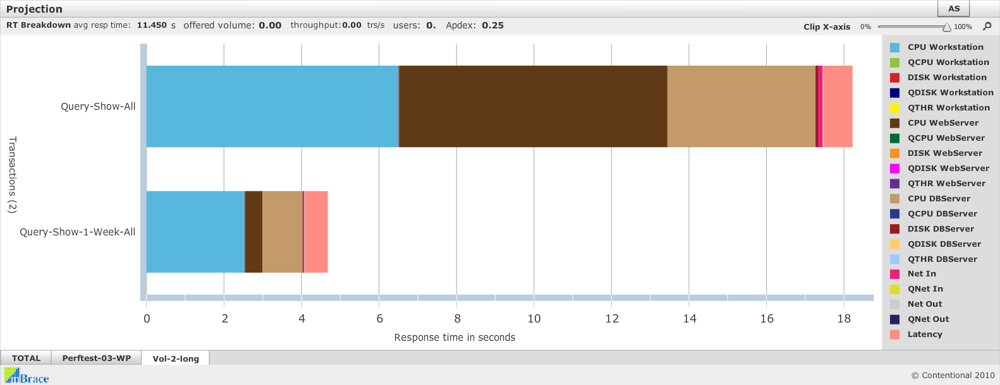 Projection
AS
RT Breakdown avg resp time: 11.450 s offered volume: 0.00 throughput:0.00 trs/s users: 0. Apdex: 0.25
Clip X-axis 0% 100%
Transactions (2)
Query-Show-All
Query-Show-1-Week-All
0 2 4 6 8 10 12 14 16 18
Response time in seconds
CPU Workstation
QCPU Workstation
DISK Workstation
QDISK Workstation
QTHR Workstation
CPU WebServer
QCPU WebServer
DISK WebServer
QDISK WebServer
QTHR WebServer
CPU DBServer
QCPU DBServer
DISK DBServer
QDISK DBServer
QTHR DBServer
Net In
QNet In
Net Out
QNet Out
Latency
TOTAL Perftest-03-WP Vol-2-long
Brace
© Contentional 2010